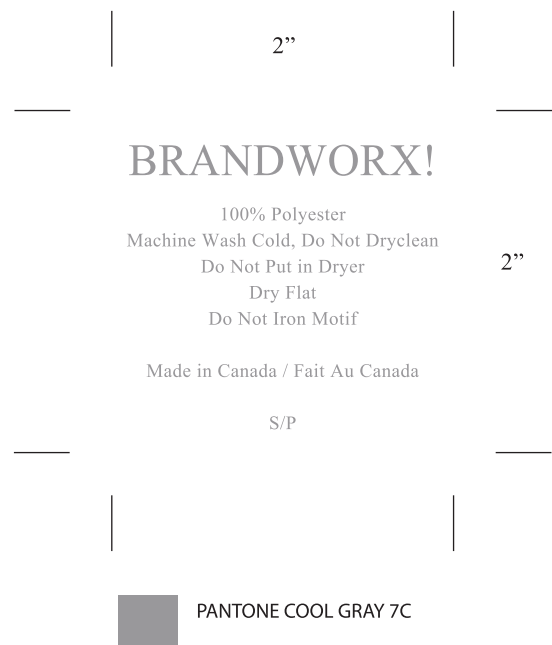 2”
BRANDWORX!
100% Polyester
Machine Wash Cold, Do Not Dryclean
2”
Do Not Put in Dryer
Dry Flat
Do Not Iron Motif
Made in Canada / Fait Au Canada
S/P
PANTONE COOL GRAY 7C